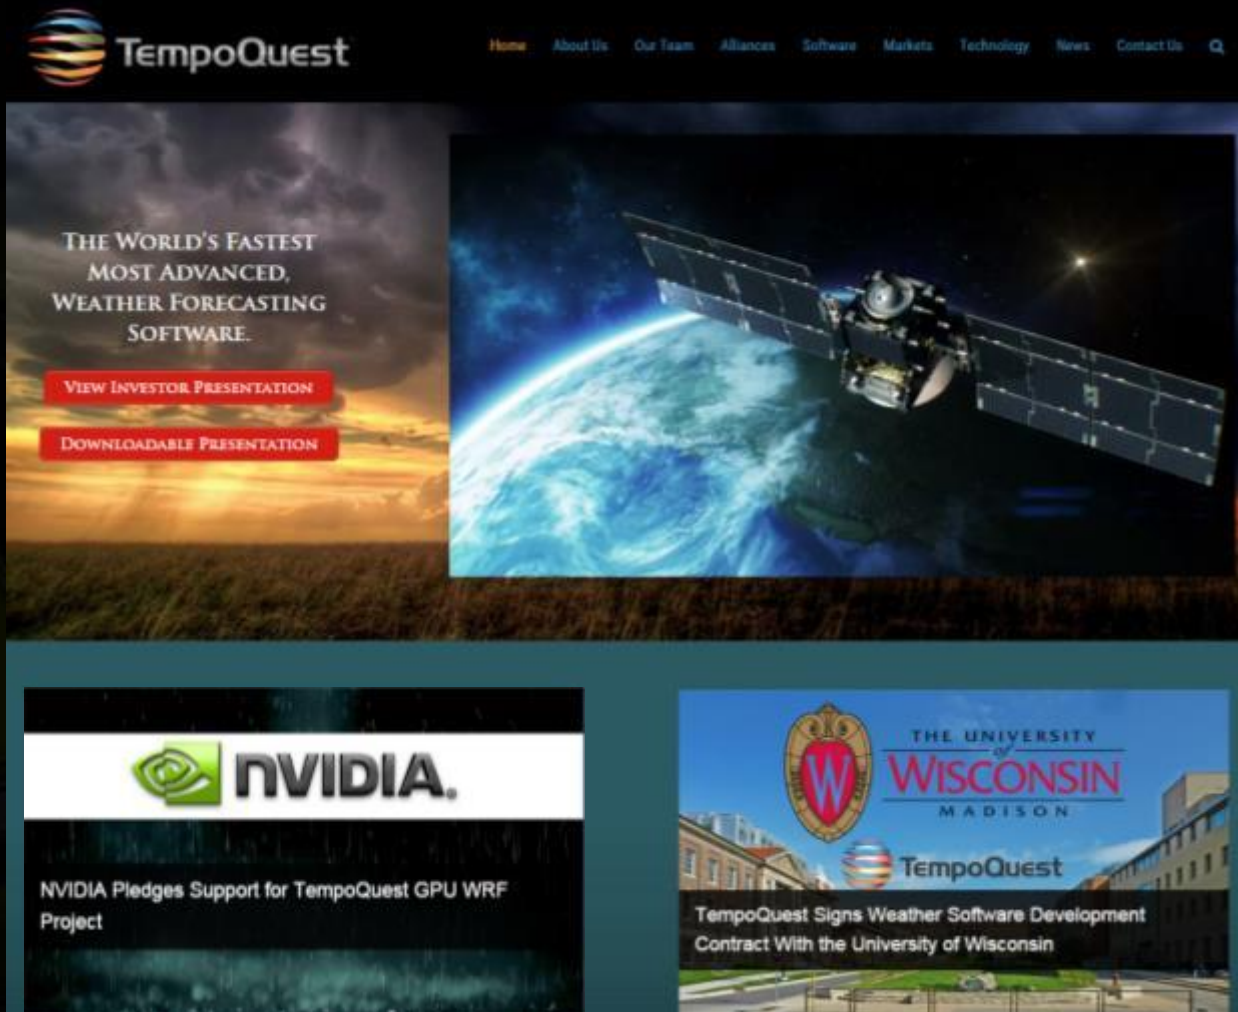 TempoQuest
Home About Us Our Team Alliances Software Markets Technology News Contact Us
THE WORLD'S FASTEST
MOST ADVANCED,
WEATHER FORECASTING
SOFTWARE.
VIEW INVESTOR PRESENTATION
DOWNLOADABLE PRESENTATION
NVIDIA.
NVIDIA Pledges Support for TempoQuest GPU WRF
Project
W
THE UNIVERSITY
of
WISCONSIN
MADISON
TempoQuest
TempoQuest Signs Weather Software Development
Contract With the University of Wisconsin